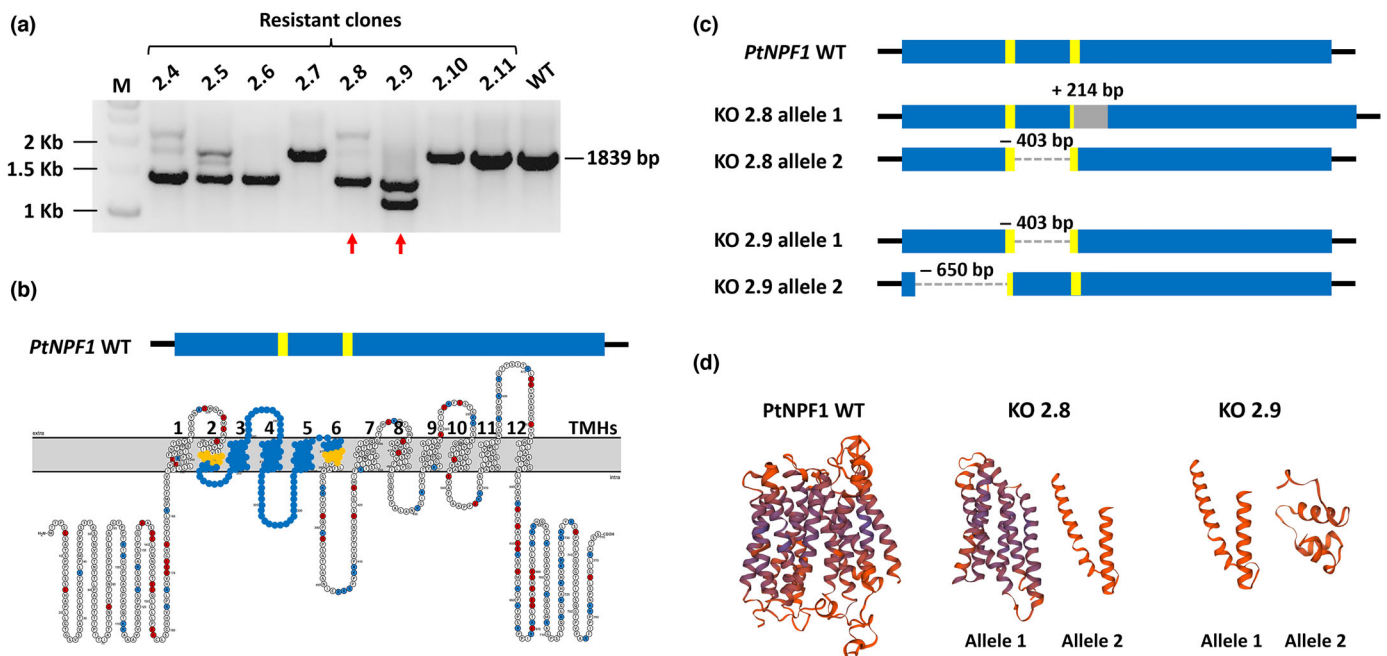 (a)
Resistant clones
M 2.4 2.5 2.6 2.7 2.8 2.9 2.10 2.11 WT
2 Kb
1.5 Kb
1 Kb
1839 bp
(b)
PtNPF1 WT
1 2 3 4 5 6 7 8 9 10 11 12 TMHs
extra
intra
H₂N
COOH
(c)
PtNPF1 WT
+ 214 bp
KO 2.8 allele 1
– 403 bp
KO 2.8 allele 2
– 403 bp
KO 2.9 allele 1
– 650 bp
KO 2.9 allele 2
(d)
PtNPF1 WT KO 2.8 KO 2.9
Allele 1 Allele 2 Allele 1 Allele 2